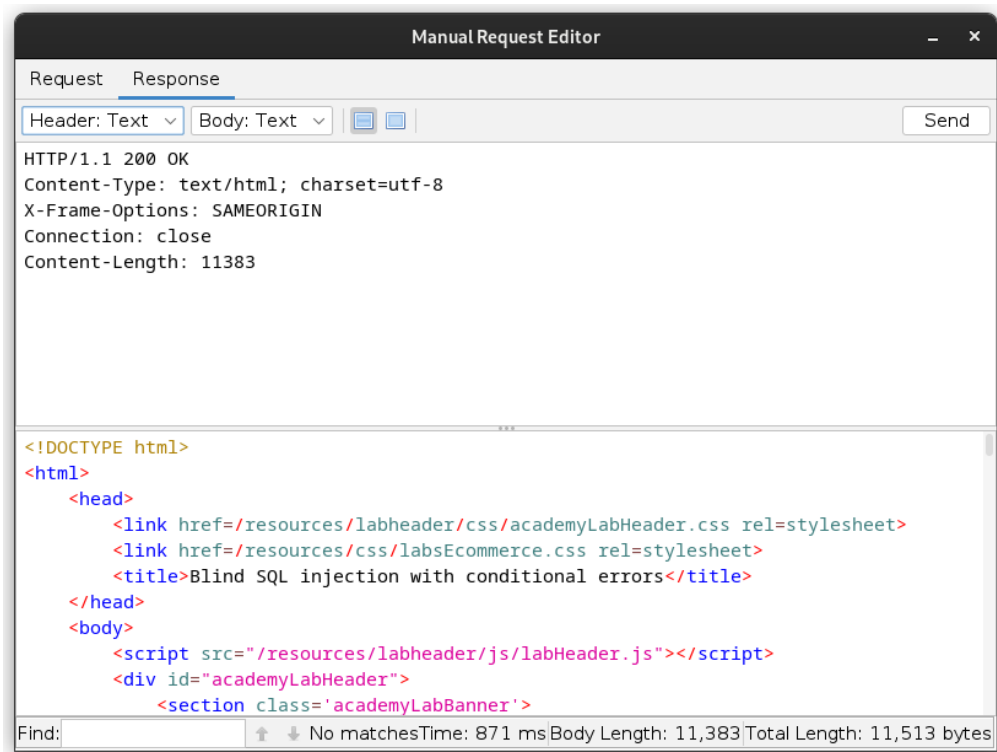 Manual Request Editor
Request Response
Header: Text Body: Text Send
HTTP/1.1 200 OK
Content-Type: text/html; charset=utf-8
X-Frame-Options: SAMEORIGIN
Connection: close
Content-Length: 11383
<!DOCTYPE html>
<html>
    <head>
        <link href=/resources/labheader/css/academyLabHeader.css rel=stylesheet>
        <link href=/resources/css/labsEcommerce.css rel=stylesheet>
        <title>Blind SQL injection with conditional errors</title>
    </head>
    <body>
        <script src="/resources/labheader/js/labHeader.js"></script>
        <div id="academyLabHeader">
            <section class='academyLabBanner'>
Find: No matches Time: 871 ms Body Length: 11,383 Total Length: 11,513 bytes